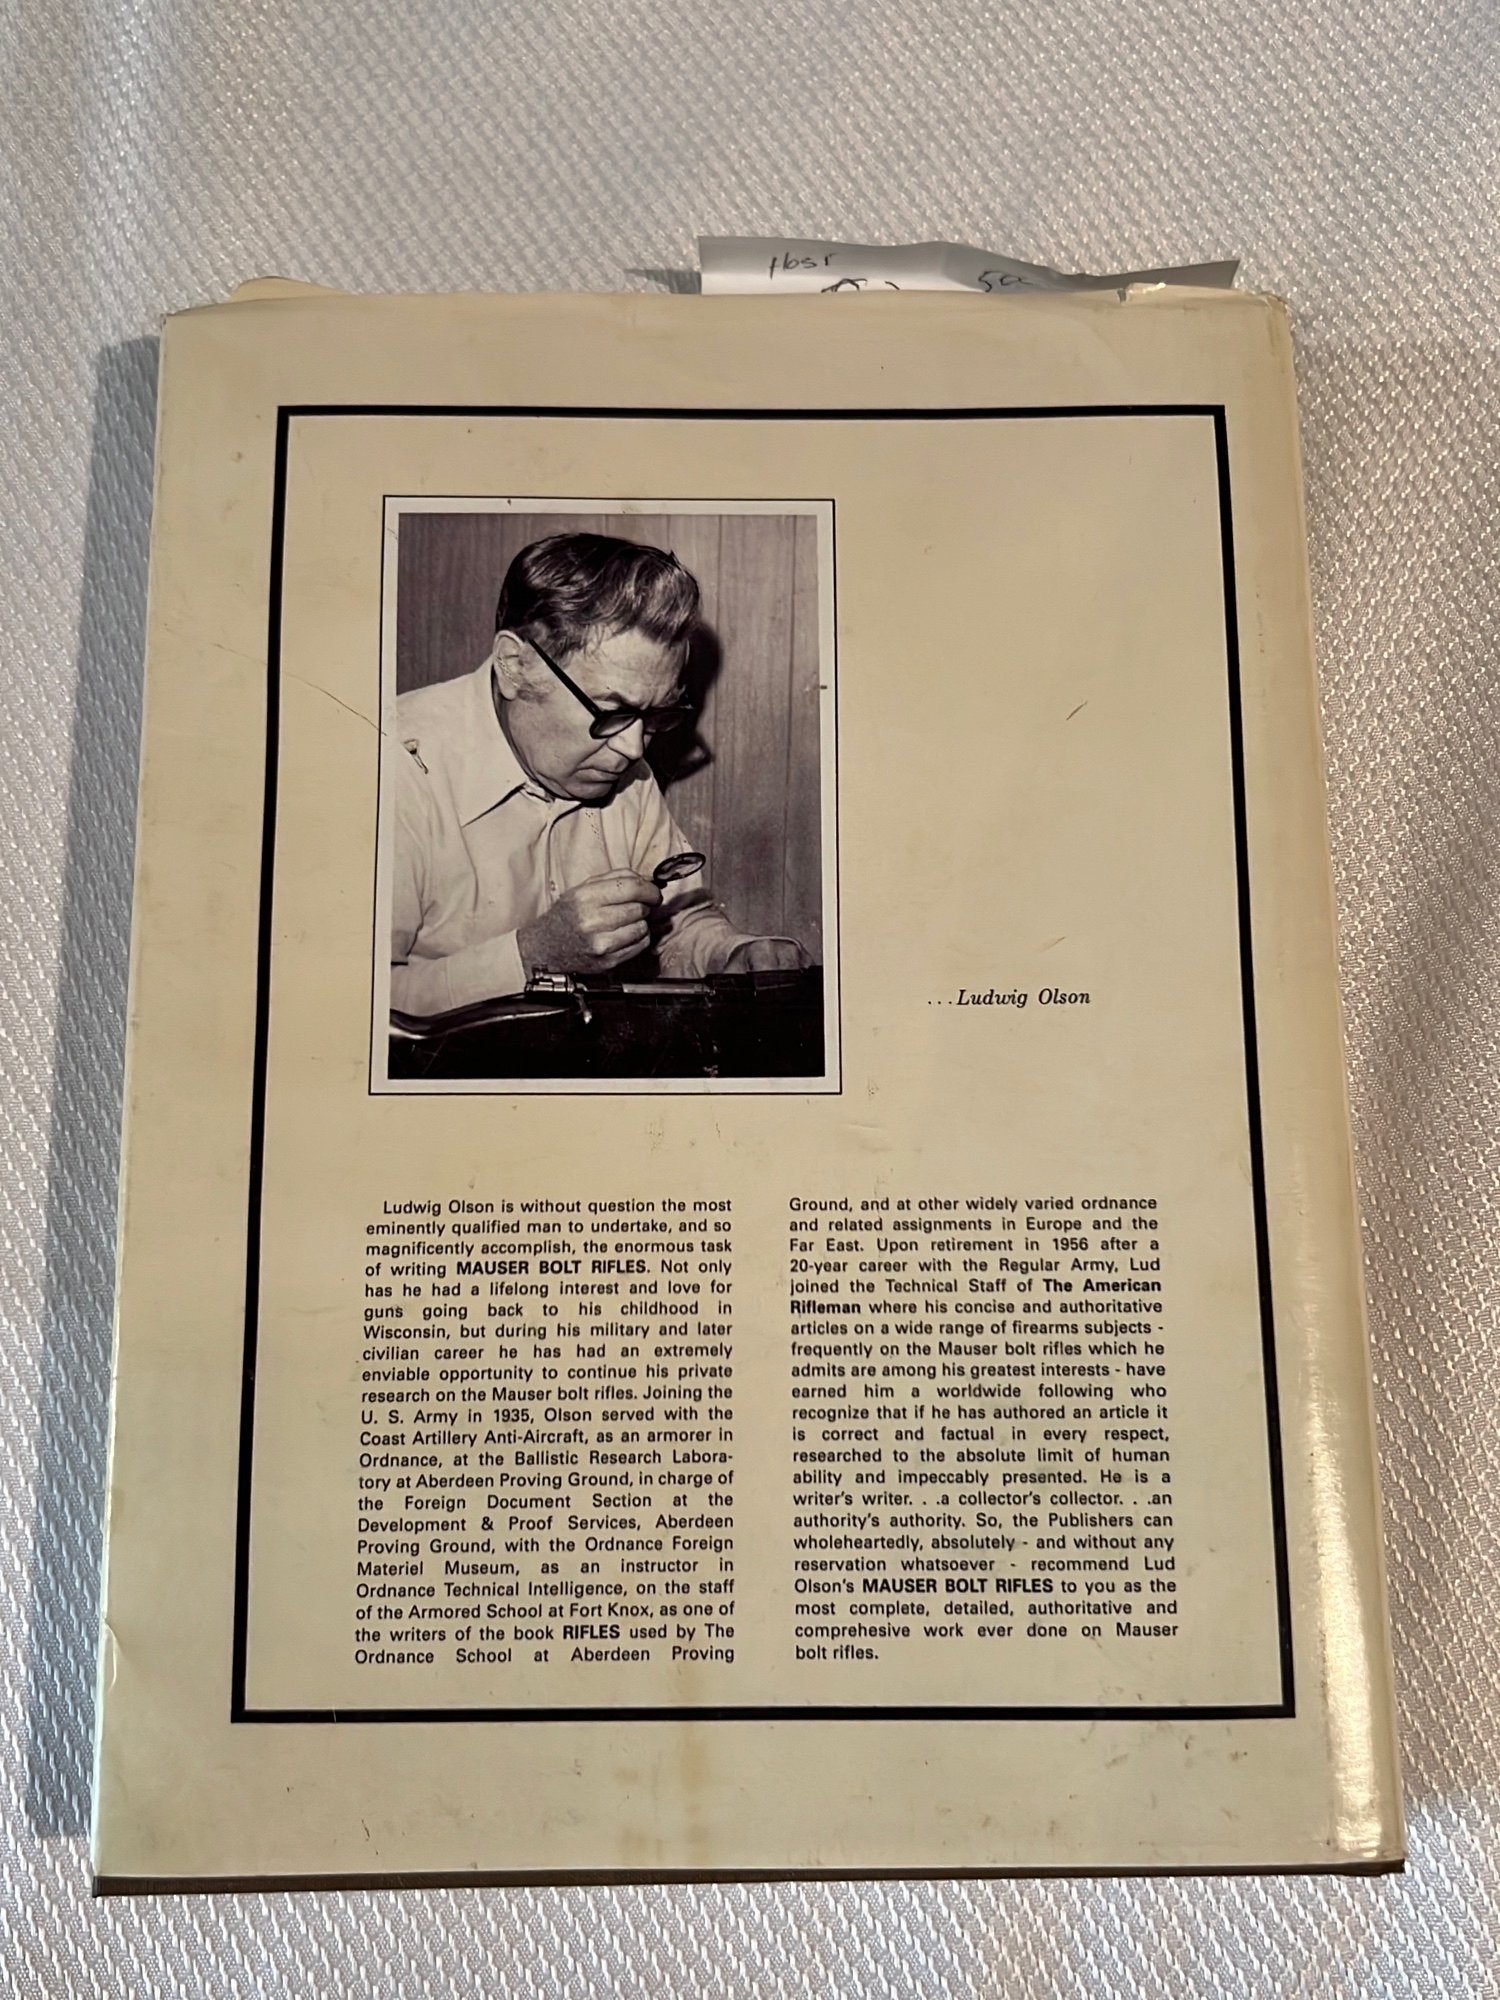 ...Ludwig Olson
Ludwig Olson is without question the most
eminently qualified man to undertake, and so
magnificently accomplish, the enormous task
of writing MAUSER BOLT RIFLES. Not only
has he had a lifelong interest and love for
guns going back to his childhood in
Wisconsin, but during his military and later
civilian career he has had an extremely
enviable opportunity to continue his private
research on the Mauser bolt rifles. Joining the
U. S. Army in 1935, Olson served with the
Coast Artillery Anti-Aircraft, as an armorer in
Ordnance, at the Ballistic Research Labora-
tory at Aberdeen Proving Ground, in charge of
the Foreign Document Section at the
Development & Proof Services, Aberdeen
Proving Ground, with the Ordnance Foreign
Materiel Museum, as an instructor in
Ordnance Technical Intelligence, on the staff
of the Armored School at Fort Knox, as one of
the writers of the book RIFLES used by The
Ordnance School at Aberdeen Proving
Ground, and at other widely varied ordnance
and related assignments in Europe and the
Far East. Upon retirement in 1956 after a
20-year career with the Regular Army, Lud
joined the Technical Staff of The American
Rifleman where his concise and authoritative
articles on a wide range of firearms subjects -
frequently on the Mauser bolt rifles which he
admits are among his greatest interests - have
earned him a worldwide following who
recognize that if he has authored an article it
is correct and factual in every respect,
researched to the absolute limit of human
ability and impeccably presented. He is a
writer's writer. . .a collector's collector. . .an
authority's authority. So, the Publishers can
wholeheartedly, absolutely - and without any
reservation whatsoever - recommend Lud
Olson's MAUSER BOLT RIFLES to you as the
most complete, detailed, authoritative and
comprehesive work ever done on Mauser
bolt rifles.